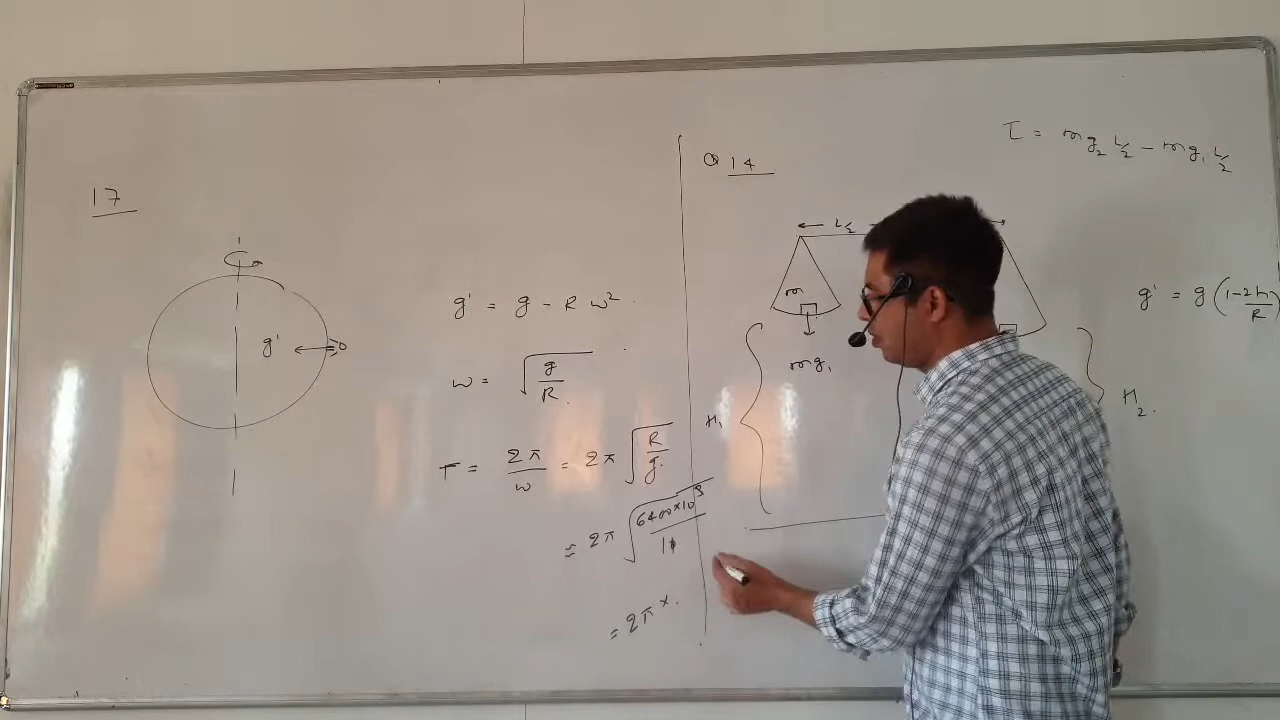 17
g'
g' = g - Rω².
ω = √(g/R)
T = 2π/ω = 2π √(R/g)
= 2π √(6400×10³/10)
= 2π ×.
Q 14
L/2
m
mg₁
H₁
H₂.
τ = mg₂ L/2 - mg₁ L/2
g' = g (1-2h/R)